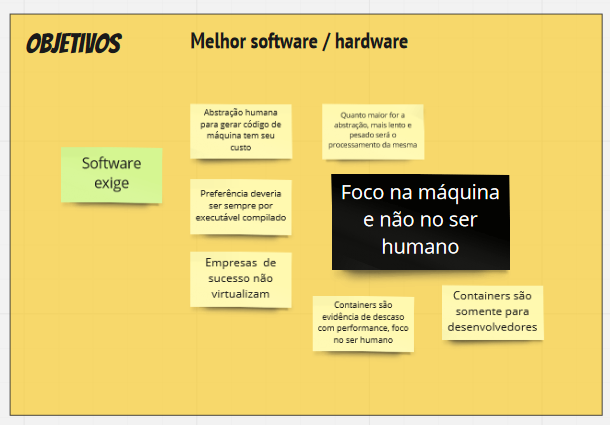 OBJETIVOS
Melhor software / hardware
Software
exige
Abstração humana
para gerar código de
máquina tem seu
custo
Quanto maior for a
abstração, mais lento e
pesado será o
processamento da mesma
Preferência deveria
ser sempre por
executável compilado
Foco na máquina
e não no ser
humano
Empresas de
sucesso não
virtualizam
Containers são
evidência de descaso
com performance, foco
no ser humano
Containers são
somente para
desenvolvedores